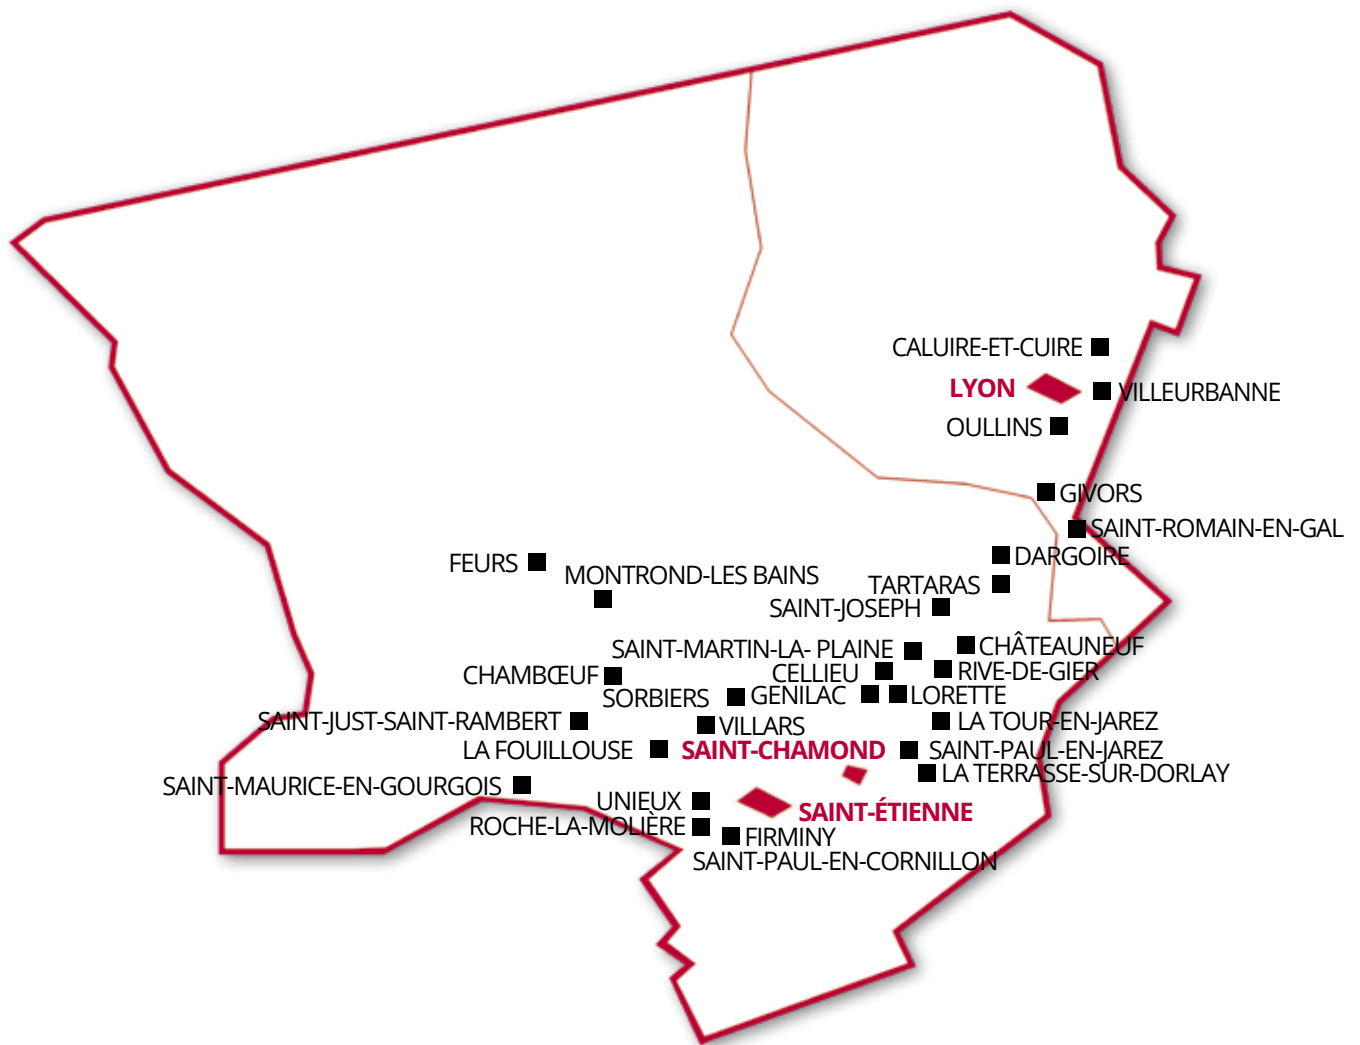 CALUIRE-ET-CUIRE
LYON
VILLEURBANNE
OULLINS
GIVORS
SAINT-ROMAIN-EN-GAL
DARGOIRE
FEURS
MONTROND-LES BAINS
TARTARAS
SAINT-JOSEPH
CHÂTEAUNEUF
SAINT-MARTIN-LA- PLAINE
CELLIEU
RIVE-DE-GIER
CHAMBŒUF
SORBIERS
GENILAC
LORETTE
SAINT-JUST-SAINT-RAMBERT
VILLARS
LA TOUR-EN-JAREZ
LA FOUILLOUSE
SAINT-CHAMOND
SAINT-PAUL-EN-JAREZ
LA TERRASSE-SUR-DORLAY
SAINT-MAURICE-EN-GOURGOIS
UNIEUX
SAINT-ÉTIENNE
ROCHE-LA-MOLIÈRE
FIRMINY
SAINT-PAUL-EN-CORNILLON